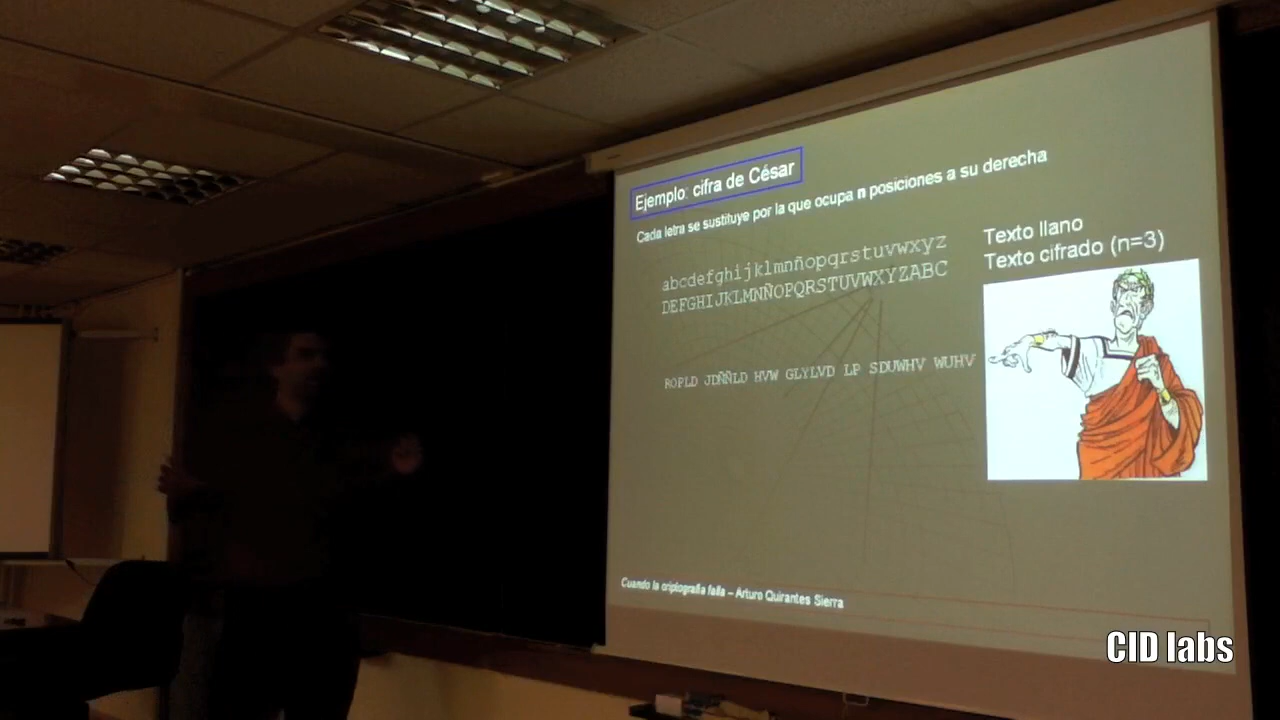 Ejemplo: cifra de César
Cada letra se sustituye por la que ocupa n posiciones a su derecha
abcdefghijklmnñopqrstuvwxyz
Texto llano
DEFGHIJKLMNÑOPQRSTUVWXYZABC
Texto cifrado (n=3)
ROPLD JDÑÑLD HVW GLYLVD LP SDUWHV WUHV
Cuando la criptografía falla – Arturo Quirantes Sierra
CID labs